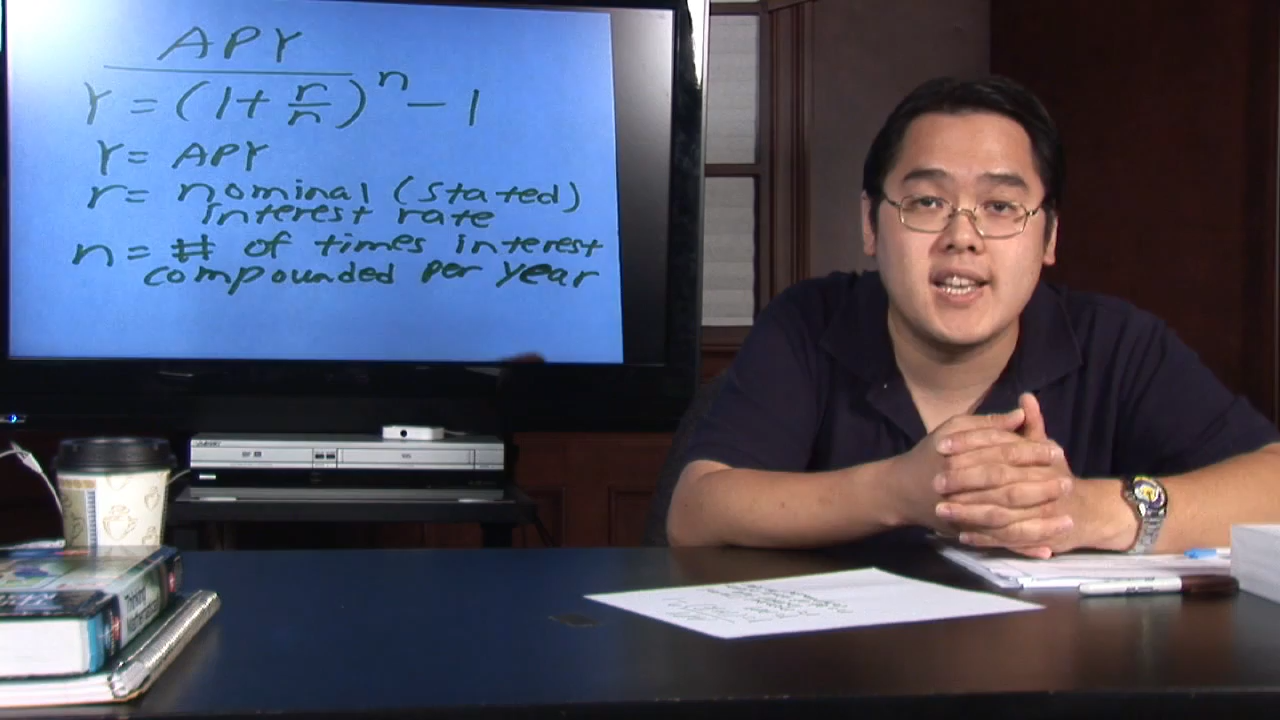 APY
Y = (1 + r/n)^n - 1
Y = APY
r = nominal (stated)
interest rate
n = # of times interest
compounded per year